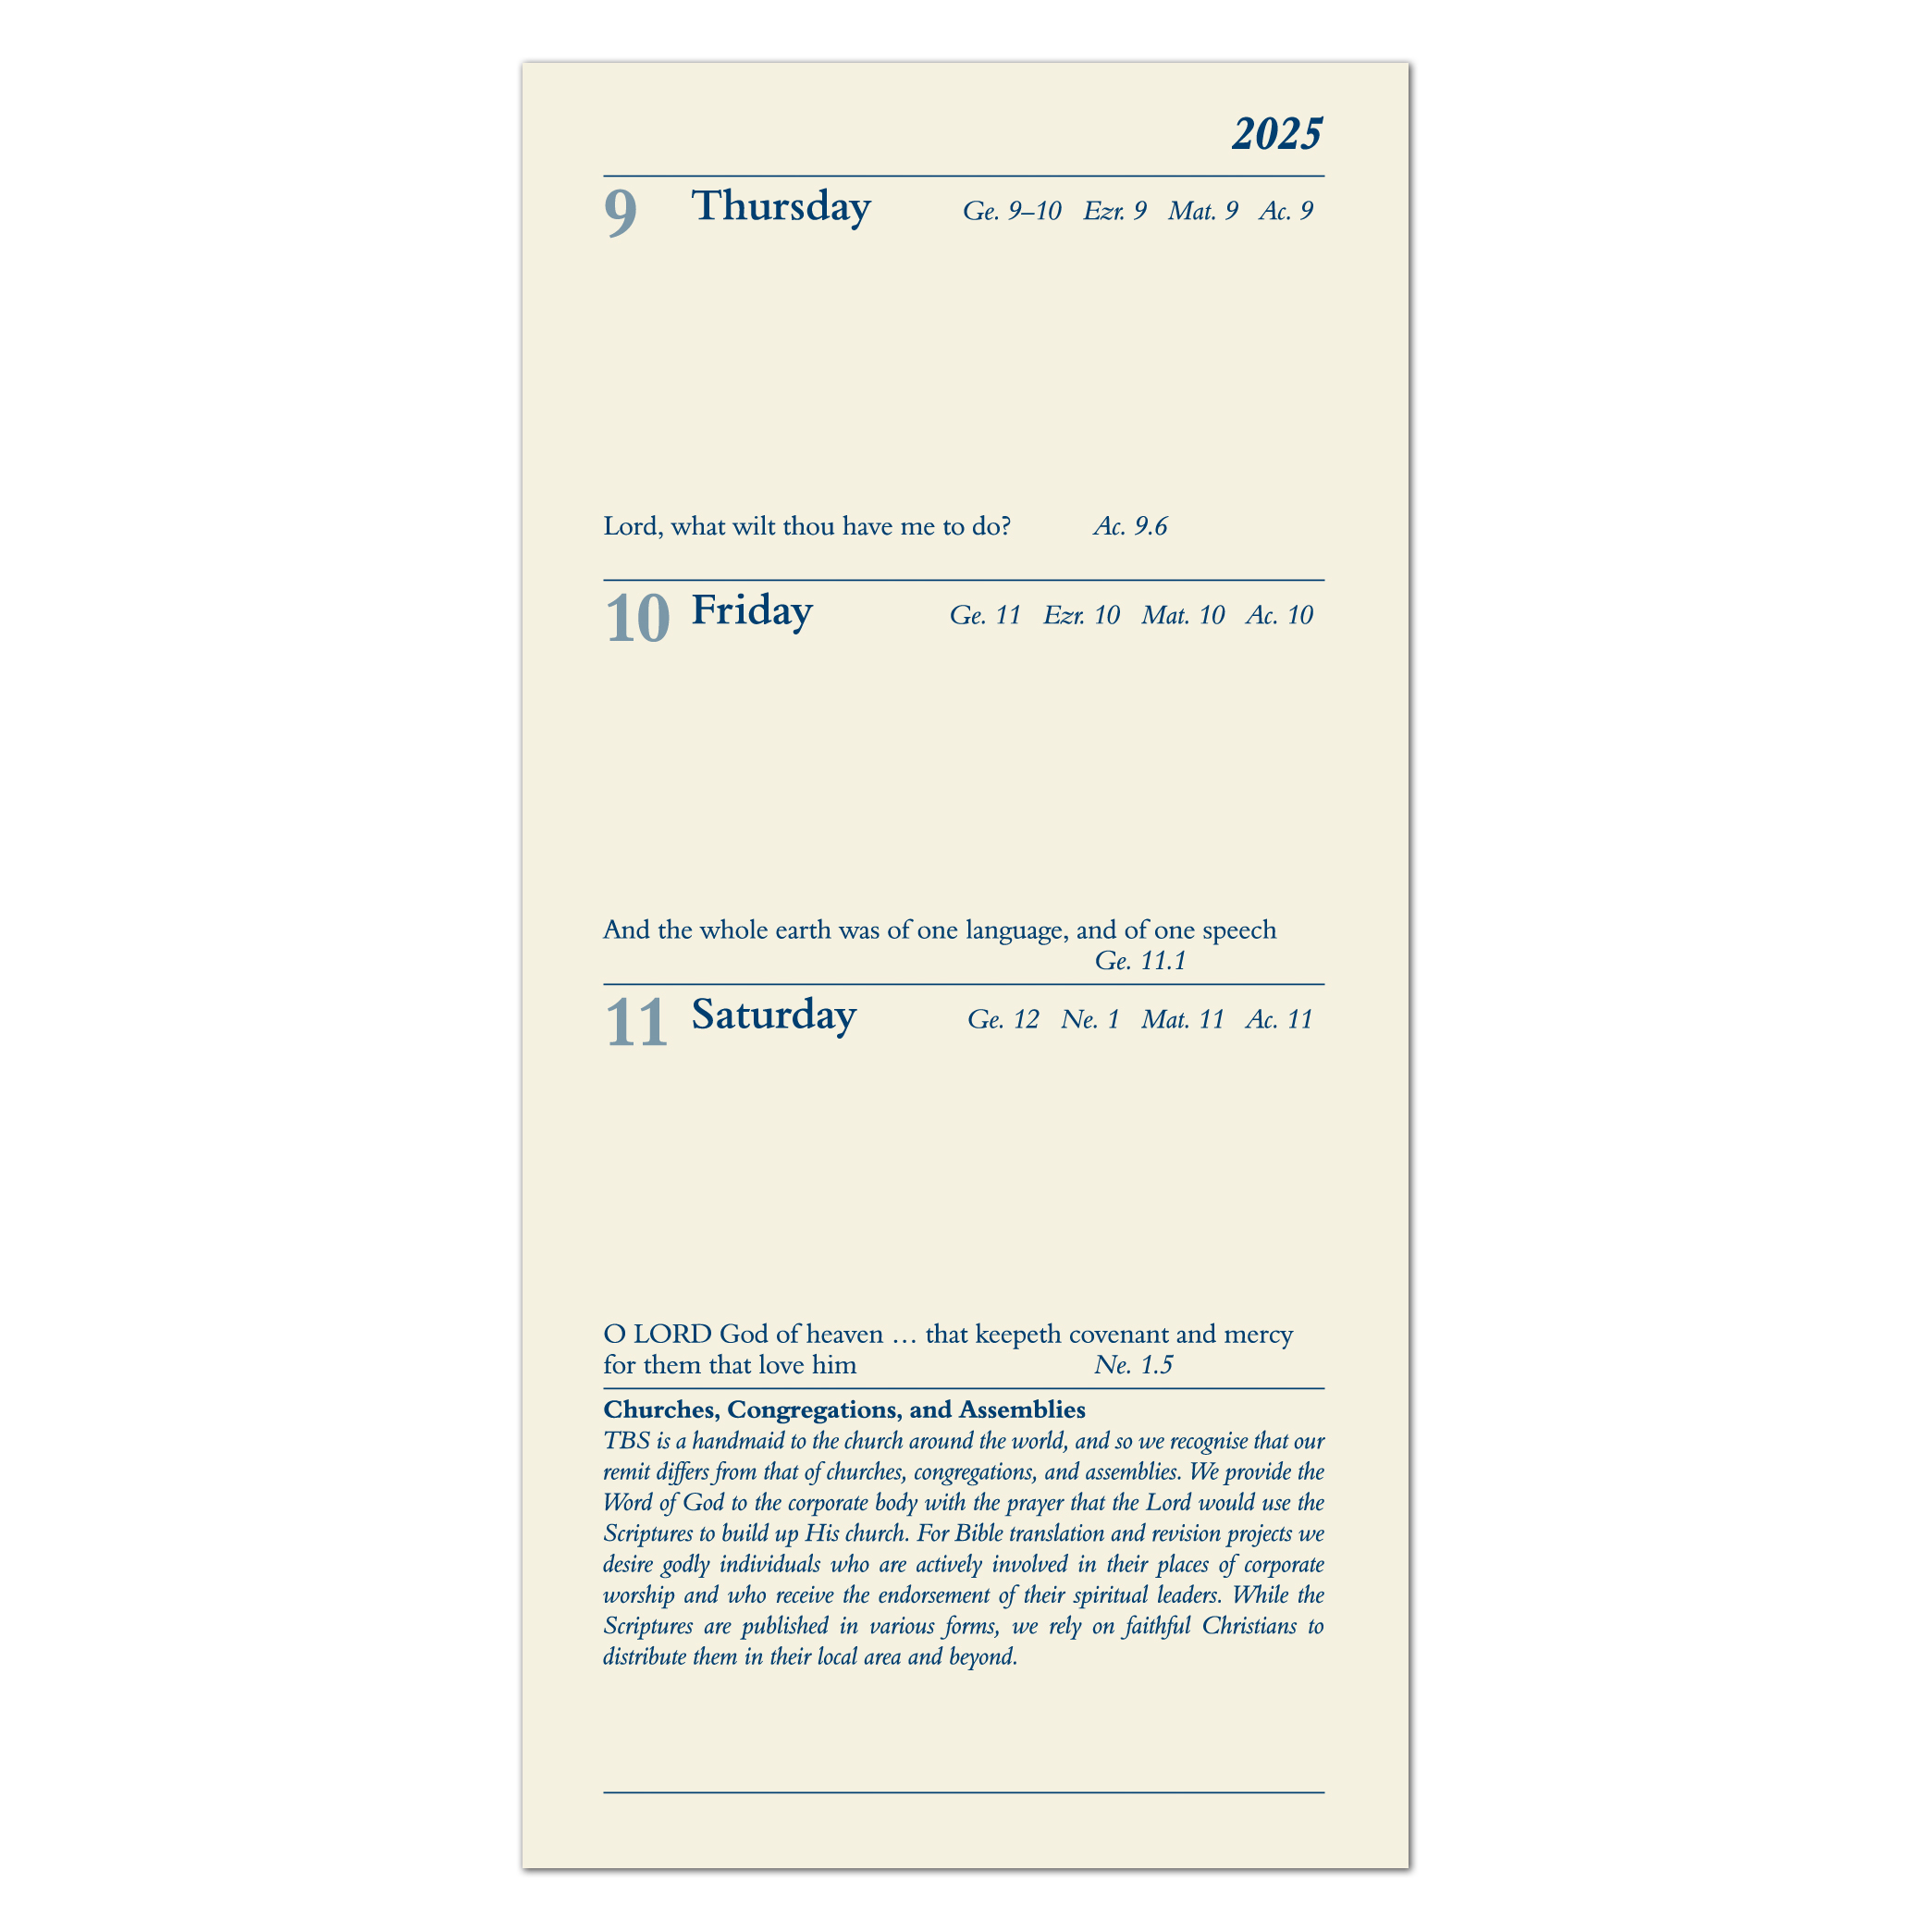 2025
9 Thursday Ge. 9–10 Ezr. 9 Mat. 9 Ac. 9
Lord, what wilt thou have me to do? Ac. 9.6
10 Friday Ge. 11 Ezr. 10 Mat. 10 Ac. 10
And the whole earth was of one language, and of one speech
Ge. 11.1
11 Saturday Ge. 12 Ne. 1 Mat. 11 Ac. 11
O LORD God of heaven … that keepeth covenant and mercy
for them that love him Ne. 1.5
Churches, Congregations, and Assemblies
TBS is a handmaid to the church around the world, and so we recognise that our
remit differs from that of churches, congregations, and assemblies. We provide the
Word of God to the corporate body with the prayer that the Lord would use the
Scriptures to build up His church. For Bible translation and revision projects we
desire godly individuals who are actively involved in their places of corporate
worship and who receive the endorsement of their spiritual leaders. While the
Scriptures are published in various forms, we rely on faithful Christians to
distribute them in their local area and beyond.